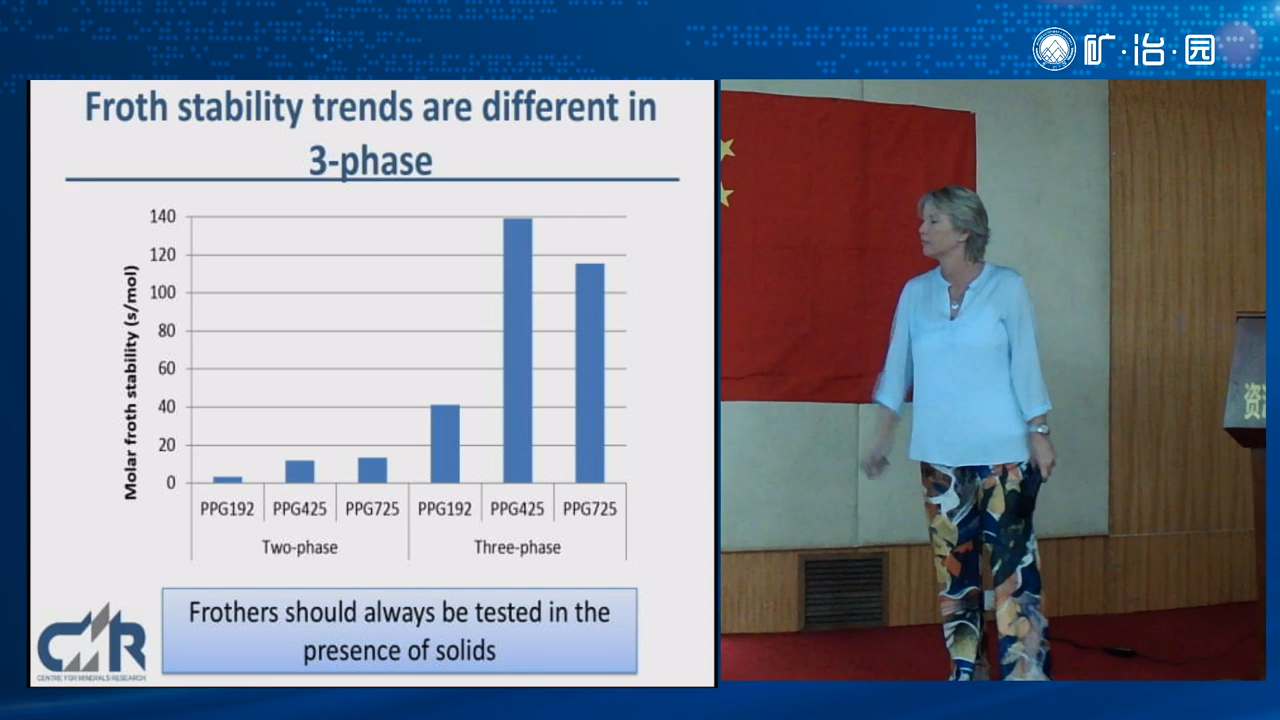 矿·冶·园
Froth stability trends are different in
3-phase
Molar froth stability (s/mol)
140
120
100
80
60
40
20
0
PPG192 PPG425 PPG725 PPG192 PPG425 PPG725
Two-phase Three-phase
Frothers should always be tested in the
presence of solids
CMR
CENTRE FOR MINERALS RESEARCH
资